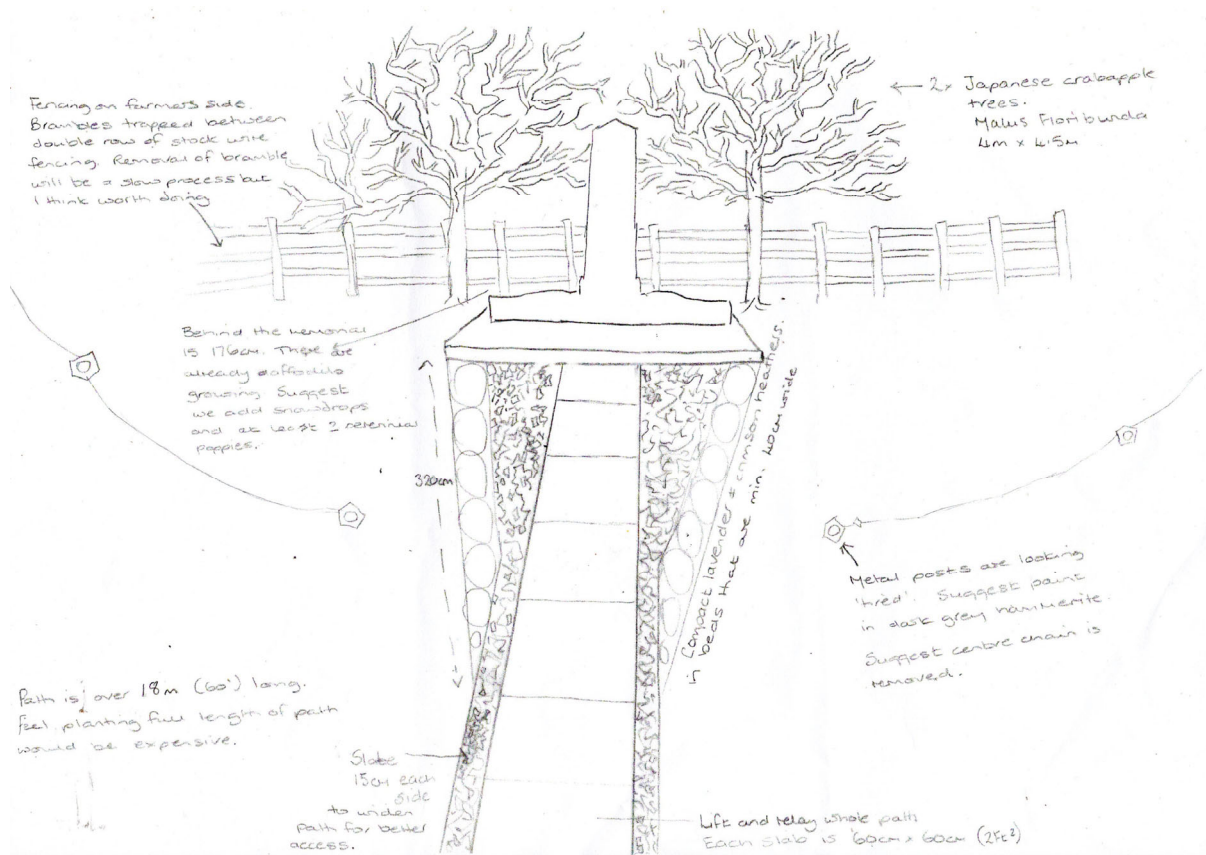 Fencing on farmers side.
Brambles trapped between
double row of stock wire
fencing. Removal of bramble
will be a slow process but
I think worth doing
← 2x Japanese crabapple
trees.
Malus Floribunda
4m x 4.5m
Behind the memorial
is 176cm. There are
already daffodils
growing. Suggest
we add snowdrops
and at least 2 perennial
poppies.
320cm
Compact lavender & crimson heathers.
in beds that are min. 40cm wide
Metal posts are looking
'tired'. Suggest paint
in dark grey hammerite.
Suggest centre chain is
removed.
Path is over 18m (60') long.
Feel planting full length of path
would be expensive.
Slate
15cm each
side
to widen
path for better
access.
Lift and relay whole path
Each slab is 60cm x 60cm (2ft²)